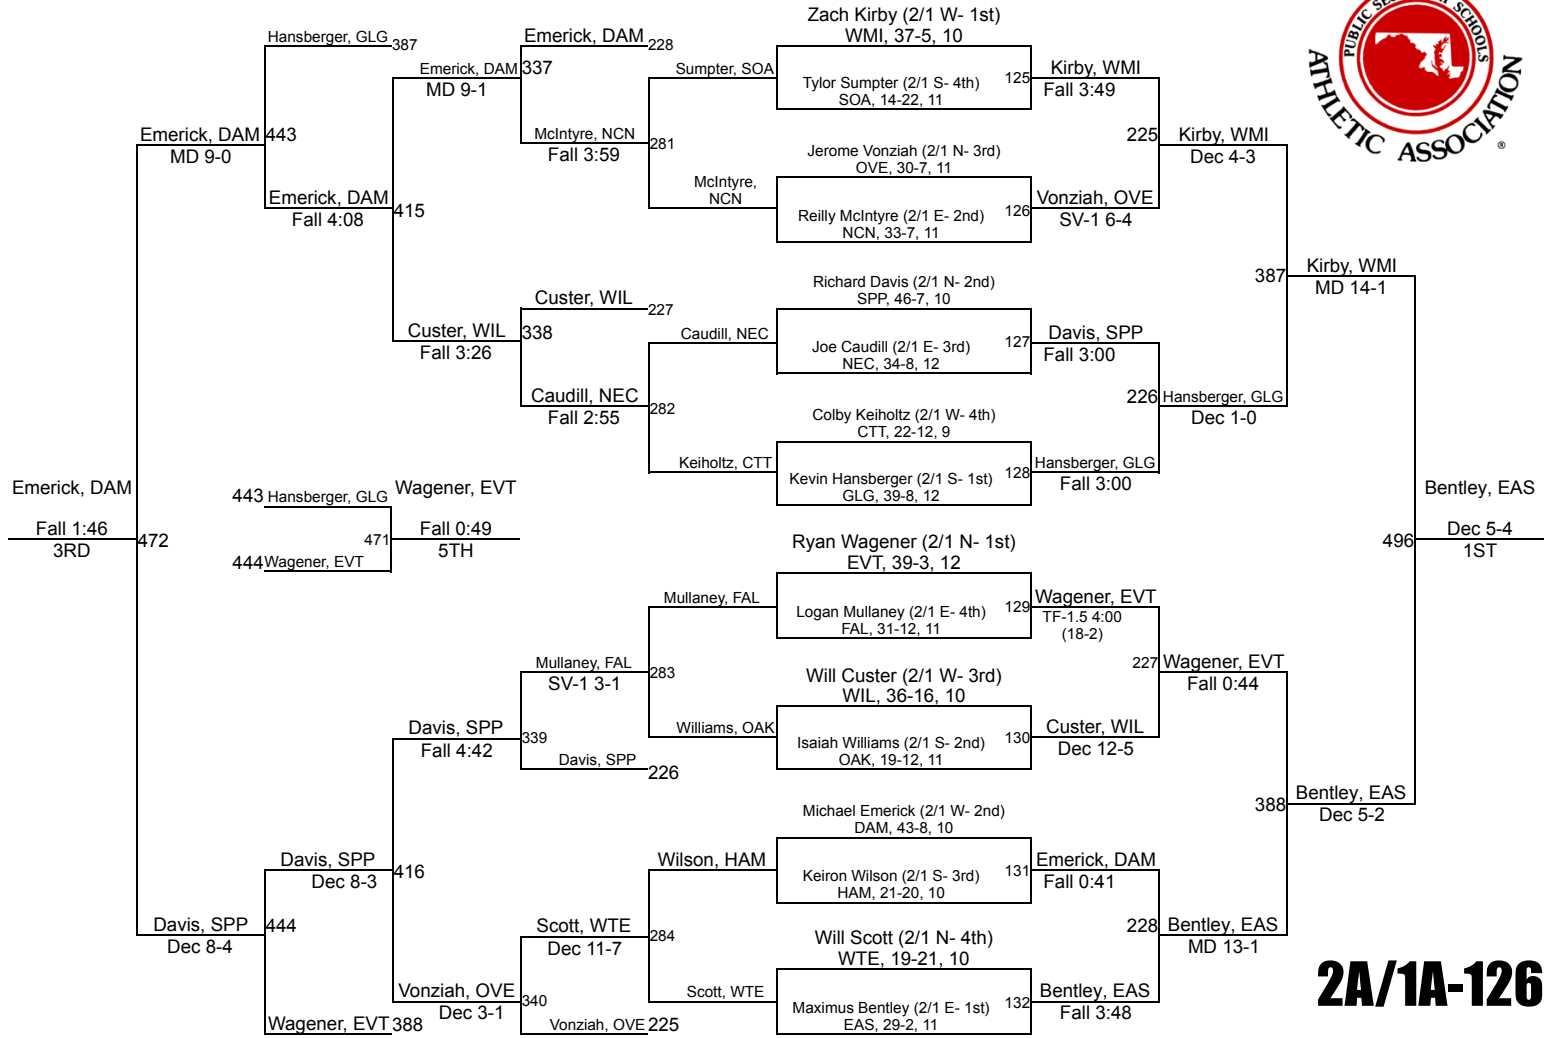 PUBLIC SECONDARY SCHOOLS
ATHLETIC ASSOCIATION
®
Emerick, DAM
Fall 1:46
3RD
472
Emerick, DAM
MD 9-0
443
Davis, SPP
Dec 8-4
444
Hansberger, GLG
387
Emerick, DAM
Fall 4:08
415
443
Hansberger, GLG
444
Wagener, EVT
471
Wagener, EVT
Fall 0:49
5TH
Davis, SPP
Dec 8-3
416
Wagener, EVT
388
Emerick, DAM
MD 9-1
337
Custer, WIL
Fall 3:26
338
Davis, SPP
Fall 4:42
339
Vonziah, OVE
Dec 3-1
340
Emerick, DAM
228
McIntyre, NCN
Fall 3:59
281
Custer, WIL
227
Caudill, NEC
Fall 2:55
282
Mullaney, FAL
SV-1 3-1
283
Davis, SPP
226
Scott, WTE
Dec 11-7
284
Vonziah, OVE
225
Sumpter, SOA
McIntyre,
NCN
Caudill, NEC
Keiholtz, CTT
Mullaney, FAL
Williams, OAK
Wilson, HAM
Scott, WTE
Zach Kirby (2/1 W- 1st)
WMI, 37-5, 10
Tylor Sumpter (2/1 S- 4th)
SOA, 14-22, 11
125
Jerome Vonziah (2/1 N- 3rd)
OVE, 30-7, 11
Reilly McIntyre (2/1 E- 2nd)
NCN, 33-7, 11
126
Richard Davis (2/1 N- 2nd)
SPP, 46-7, 10
Joe Caudill (2/1 E- 3rd)
NEC, 34-8, 12
127
Colby Keiholtz (2/1 W- 4th)
CTT, 22-12, 9
Kevin Hansberger (2/1 S- 1st)
GLG, 39-8, 12
128
Ryan Wagener (2/1 N- 1st)
EVT, 39-3, 12
Logan Mullaney (2/1 E- 4th)
FAL, 31-12, 11
129
Will Custer (2/1 W- 3rd)
WIL, 36-16, 10
Isaiah Williams (2/1 S- 2nd)
OAK, 19-12, 11
130
Michael Emerick (2/1 W- 2nd)
DAM, 43-8, 10
Keiron Wilson (2/1 S- 3rd)
HAM, 21-20, 10
131
Will Scott (2/1 N- 4th)
WTE, 19-21, 10
Maximus Bentley (2/1 E- 1st)
EAS, 29-2, 11
132
Kirby, WMI
Fall 3:49
225
Vonziah, OVE
SV-1 6-4
Davis, SPP
Fall 3:00
226
Hansberger, GLG
Fall 3:00
Wagener, EVT
TF-1.5 4:00
(18-2)
227
Custer, WIL
Dec 12-5
Emerick, DAM
Fall 0:41
228
Bentley, EAS
Fall 3:48
Kirby, WMI
Dec 4-3
387
Hansberger, GLG
Dec 1-0
Wagener, EVT
Fall 0:44
388
Bentley, EAS
MD 13-1
Kirby, WMI
MD 14-1
496
Bentley, EAS
Dec 5-2
Bentley, EAS
Dec 5-4
1ST
2A/1A-126